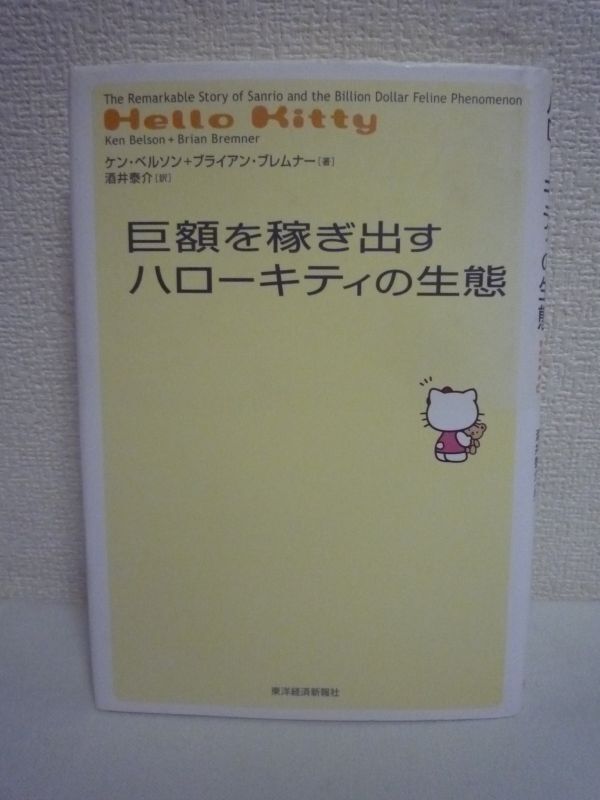 The Remarkable Story of Sanrio and the Billion Dollar Feline Phenomenon
Hello Kitty
Ken Belson + Brian Bremner
ケン・ベルソン+ブライアン・ブレムナー[著]
酒井泰介[訳]
巨額を稼ぎ出す
ハローキティの生態
東洋経済新報社
の生態